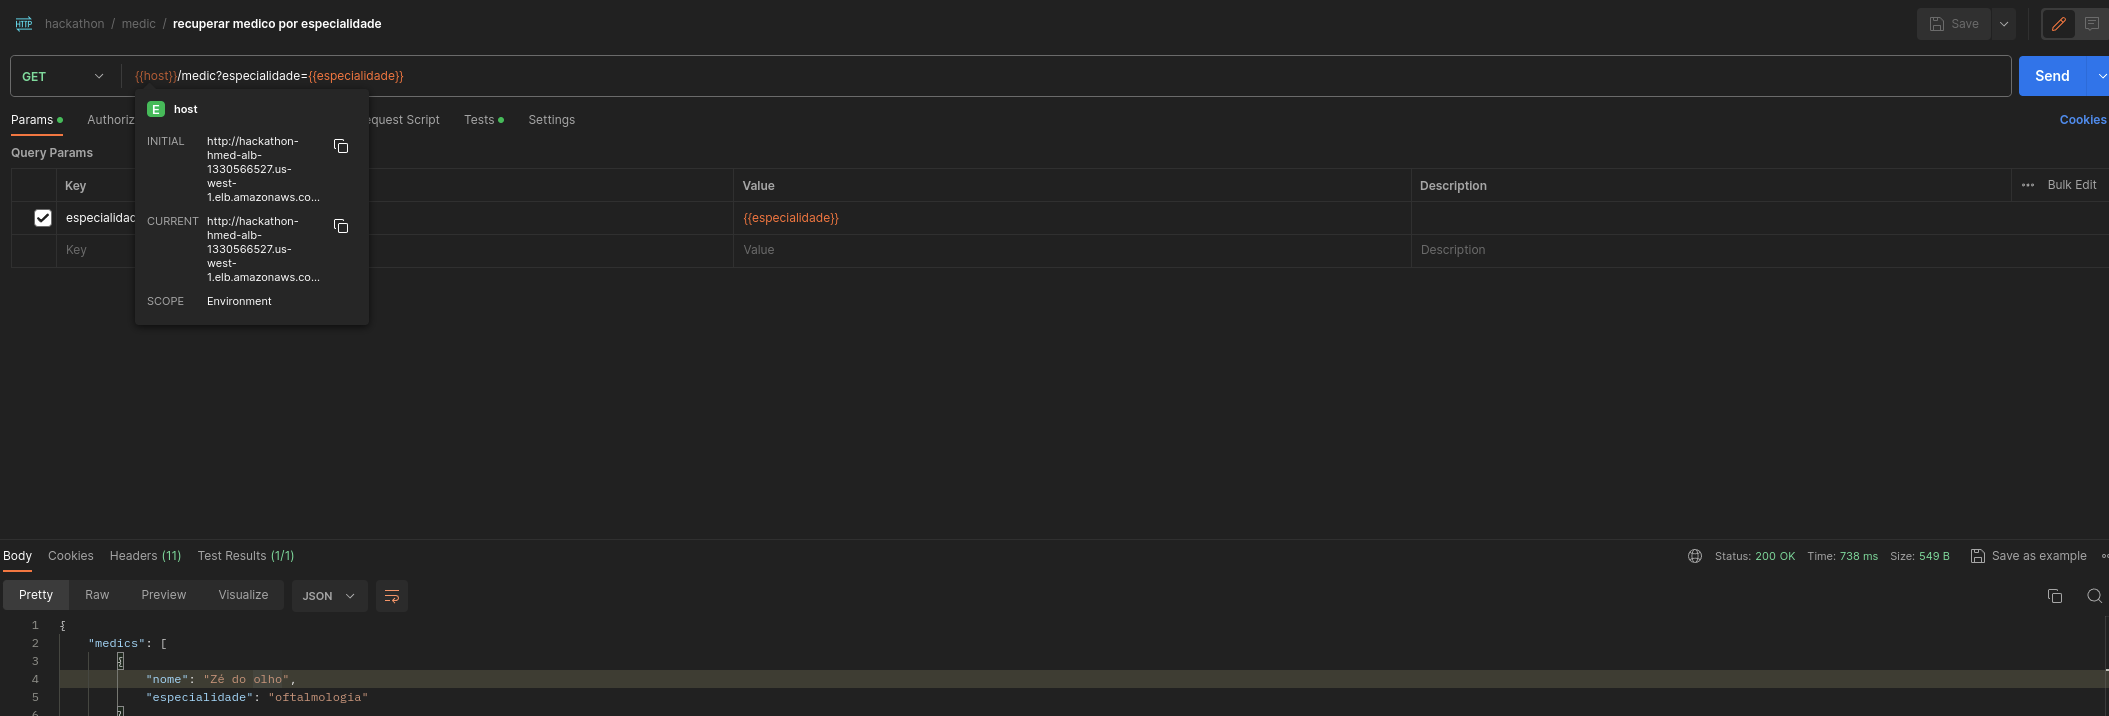 HTTP hackathon / medic / recuperar medico por especialidade
Save
GET {{host}}/medic?especialidade={{especialidade}} Send
E host
Params Authoriz equest Script Tests Settings Cookies
INITIAL http://hackathon-
hmed-alb-
1330566527.us-
west-
1.elb.amazonaws.co...
Query Params
Key Value Description Bulk Edit
especialidad {{especialidade}}
CURRENT http://hackathon-
hmed-alb-
1330566527.us-
west-
1.elb.amazonaws.co...
Key Value Description
SCOPE Environment
Body Cookies Headers (11) Test Results (1/1) Status: 200 OK Time: 738 ms Size: 549 B Save as example
Pretty Raw Preview Visualize JSON
1 {
2 "medics": [
3 {
4 "nome": "Zé do olho",
5 "especialidade": "oftalmologia"
6 }